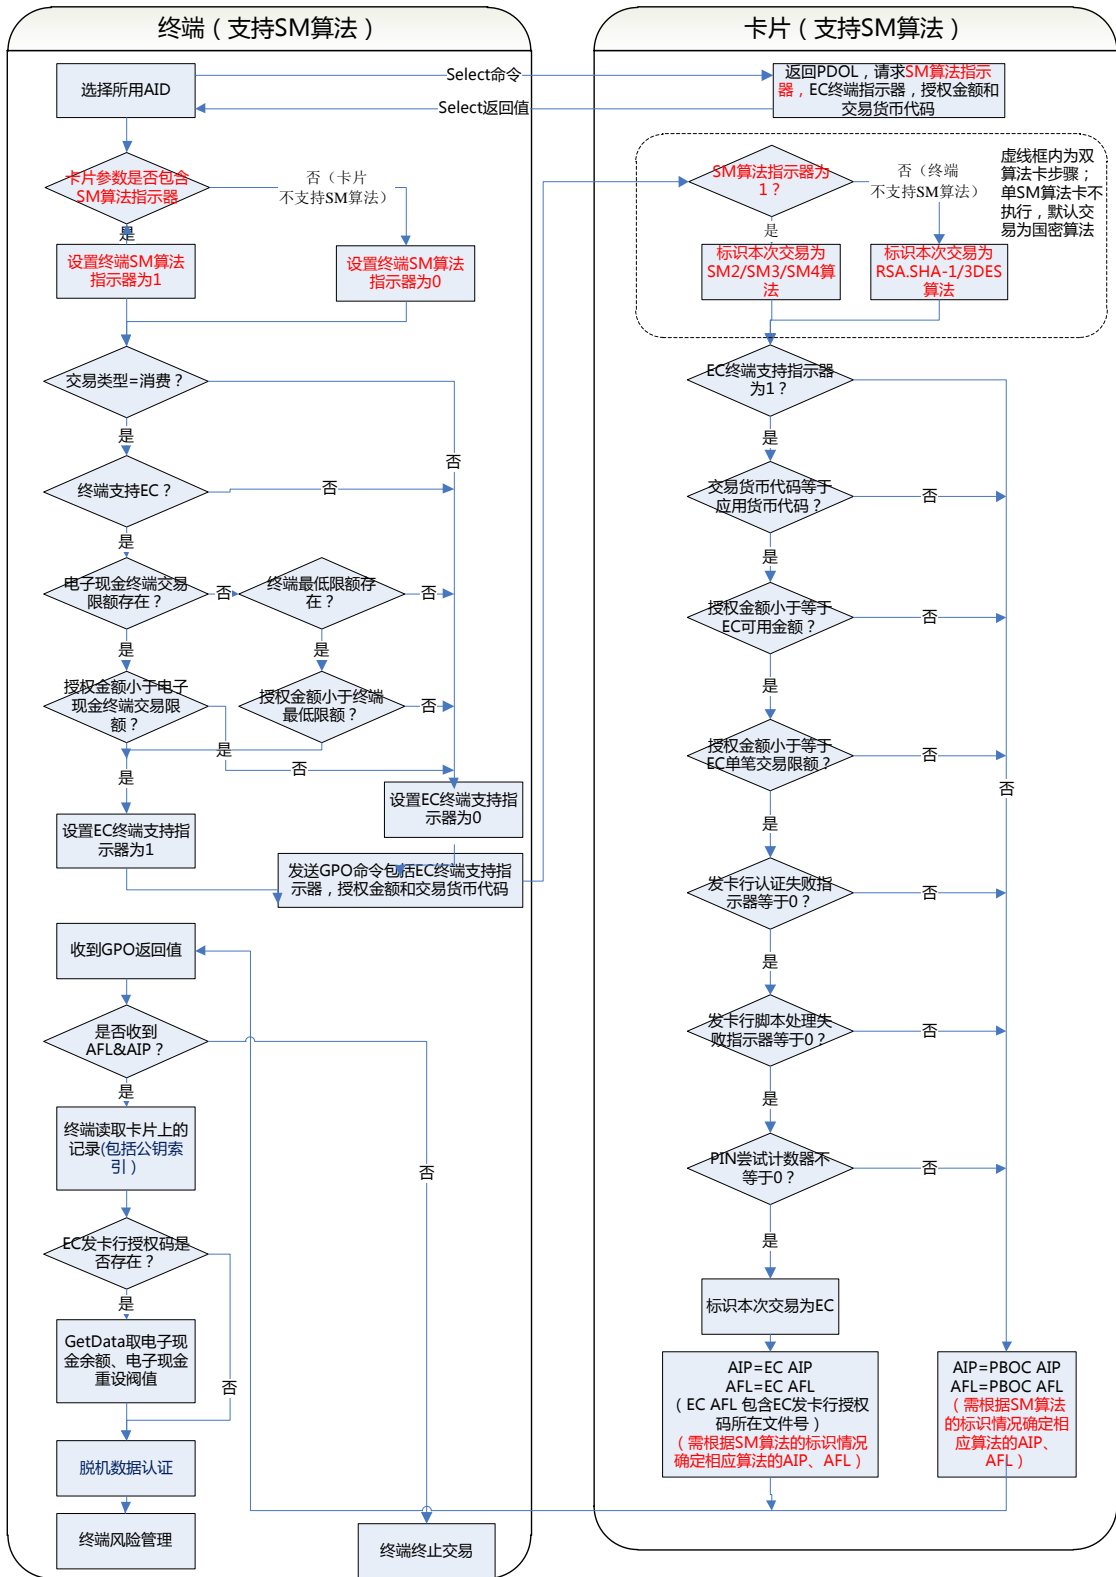 终端（支持SM算法）
选择所用AID
Select命令
Select返回值
卡片参数是否包含
SM算法指示器
否（卡片
不支持SM算法）
是
设置终端SM算法
指示器为1
设置终端SM算法
指示器为0
交易类型=消费？
是
否
终端支持EC？
否
是
电子现金终端交易
限额存在？
否
终端最低限额存
在？
否
是
是
授权金额小于电子
现金终端交易限
额？
授权金额小于终端
最低限额？
否
是
否
是
设置EC终端支持指
示器为0
设置EC终端支持指
示器为1
发送GPO命令包括EC终端支持指
示器，授权金额和交易货币代码
收到GPO返回值
是否收到
AFL&AIP？
是
终端读取卡片上的
记录(包括公钥索
引）
否
EC发卡行授权码是
否存在？
是
GetData取电子现
金余额、电子现金
重设阀值
否
脱机数据认证
终端风险管理
终端终止交易
卡片（支持SM算法）
返回PDOL，请求SM算法指示
器，EC终端指示器，授权金额和
交易货币代码
SM算法指示器为
1？
否（终端
不支持SM算法）
虚线框内为双
算法卡步骤；
单SM算法卡不
执行，默认交
易为国密算法
是
标识本次交易为
SM2/SM3/SM4算
法
标识本次交易为
RSA.SHA-1/3DES
算法
EC终端支持指示器
为1？
是
交易货币代码等于
应用货币代码？
否
是
授权金额小于等于
EC可用金额？
否
是
授权金额小于等于
EC单笔交易限额？
否
否
是
发卡行认证失败指
示器等于0？
否
是
发卡行脚本处理失
败指示器等于0？
否
是
PIN尝试计数器不
等于0？
否
是
标识本次交易为EC
AIP=EC AIP
AFL=EC AFL
（ EC AFL 包含EC发卡行授权
码所在文件号）
（需根据SM算法的标识情况
确定相应算法的AIP、AFL ）
AIP=PBOC AIP
AFL=PBOC AFL
（需根据SM算法
的标识情况确定相
应算法的AIP、
AFL ）